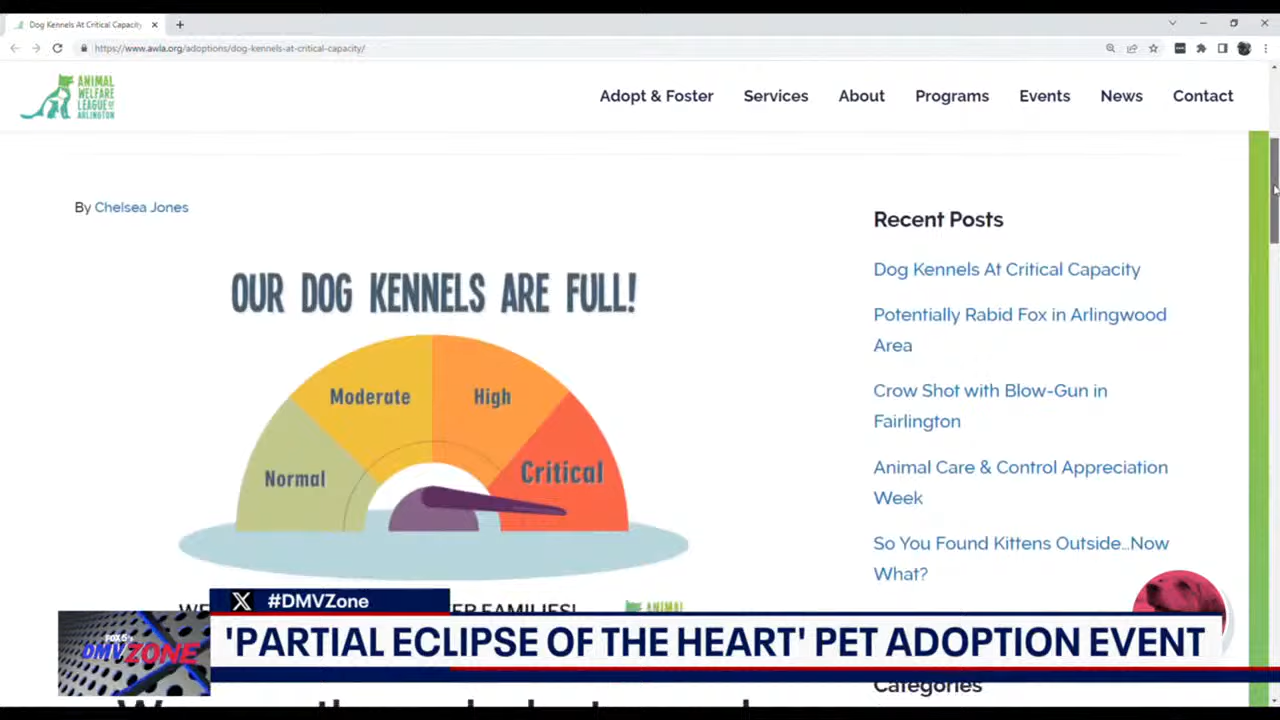 Dog Kennels At Critical Capacity
https://www.awla.org/adoptions/dog-kennels-at-critical-capacity/
ANIMAL
WELFARE
LEAGUE OF
ARLINGTON
Adopt & Foster Services About Programs Events News Contact
By Chelsea Jones
OUR DOG KENNELS ARE FULL!
Normal
Moderate
High
Critical
Recent Posts
Dog Kennels At Critical Capacity
Potentially Rabid Fox in Arlingwood
Area
Crow Shot with Blow-Gun in
Fairlington
Animal Care & Control Appreciation
Week
So You Found Kittens Outside...Now
What?
FAMILIES!
ANIMAL
X #DMVZone
FOX 5's
DMV ZONE
'PARTIAL ECLIPSE OF THE HEART' PET ADOPTION EVENT
Categories